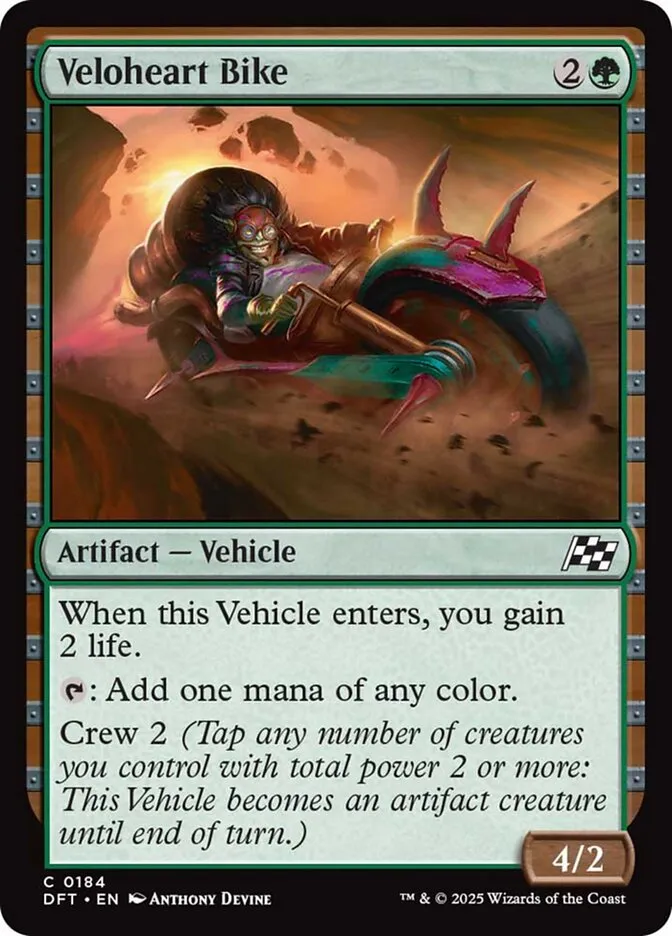 Veloheart Bike 2
Artifact — Vehicle
When this Vehicle enters, you gain
2 life.
: Add one mana of any color.
Crew 2 (Tap any number of creatures
you control with total power 2 or more:
This Vehicle becomes an artifact creature
until end of turn.)
4/2
C 0184
DFT • EN Anthony Devine
™ & © 2025 Wizards of the Coast